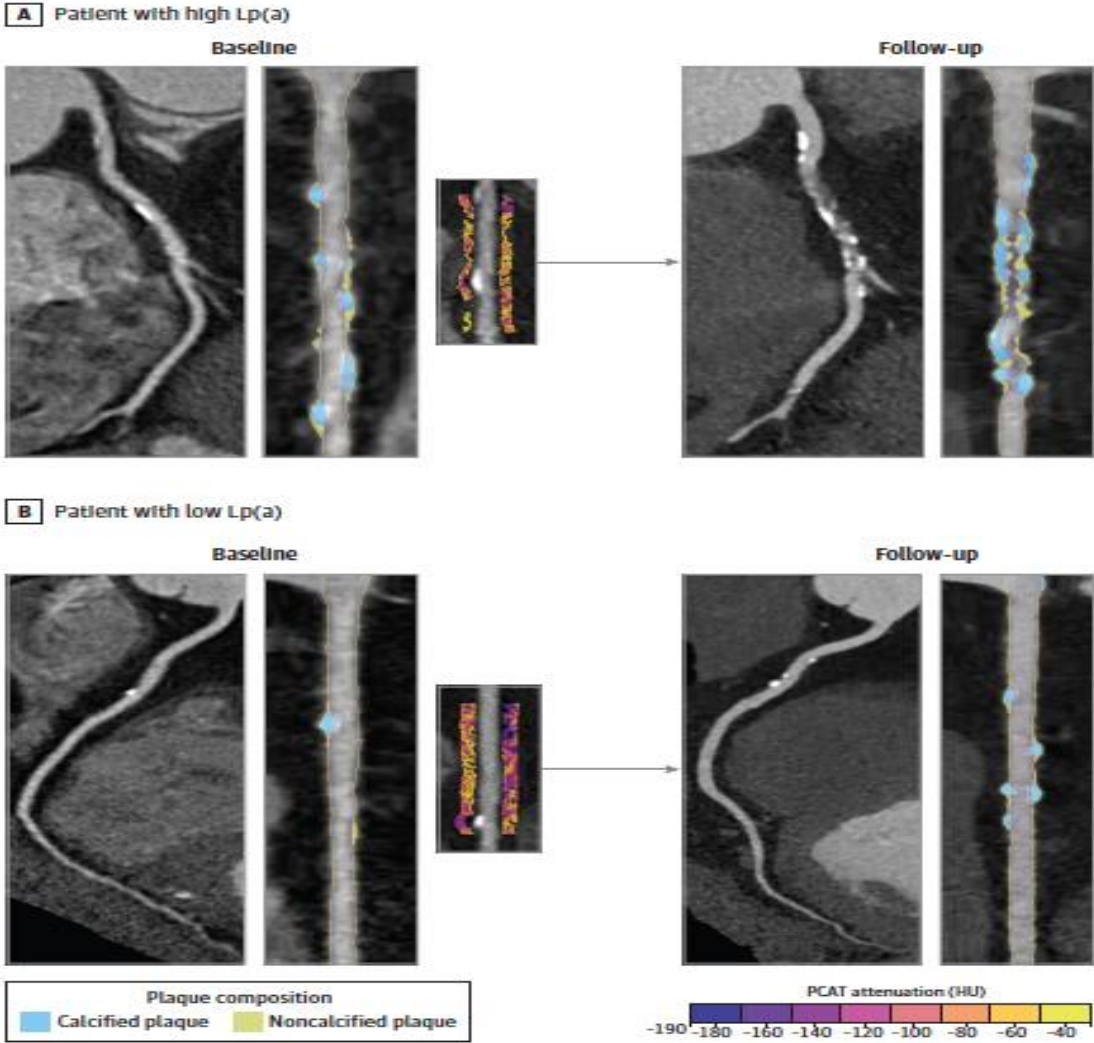 A Patient with high Lp(a)
Baseline
Follow-up
B Patient with low Lp(a)
Baseline
Follow-up
Plaque composition
Calcified plaque
Noncalcified plaque
PCAT attenuation (HU)
-190 -180 -160 -140 -120 -100 -80 -60 -40